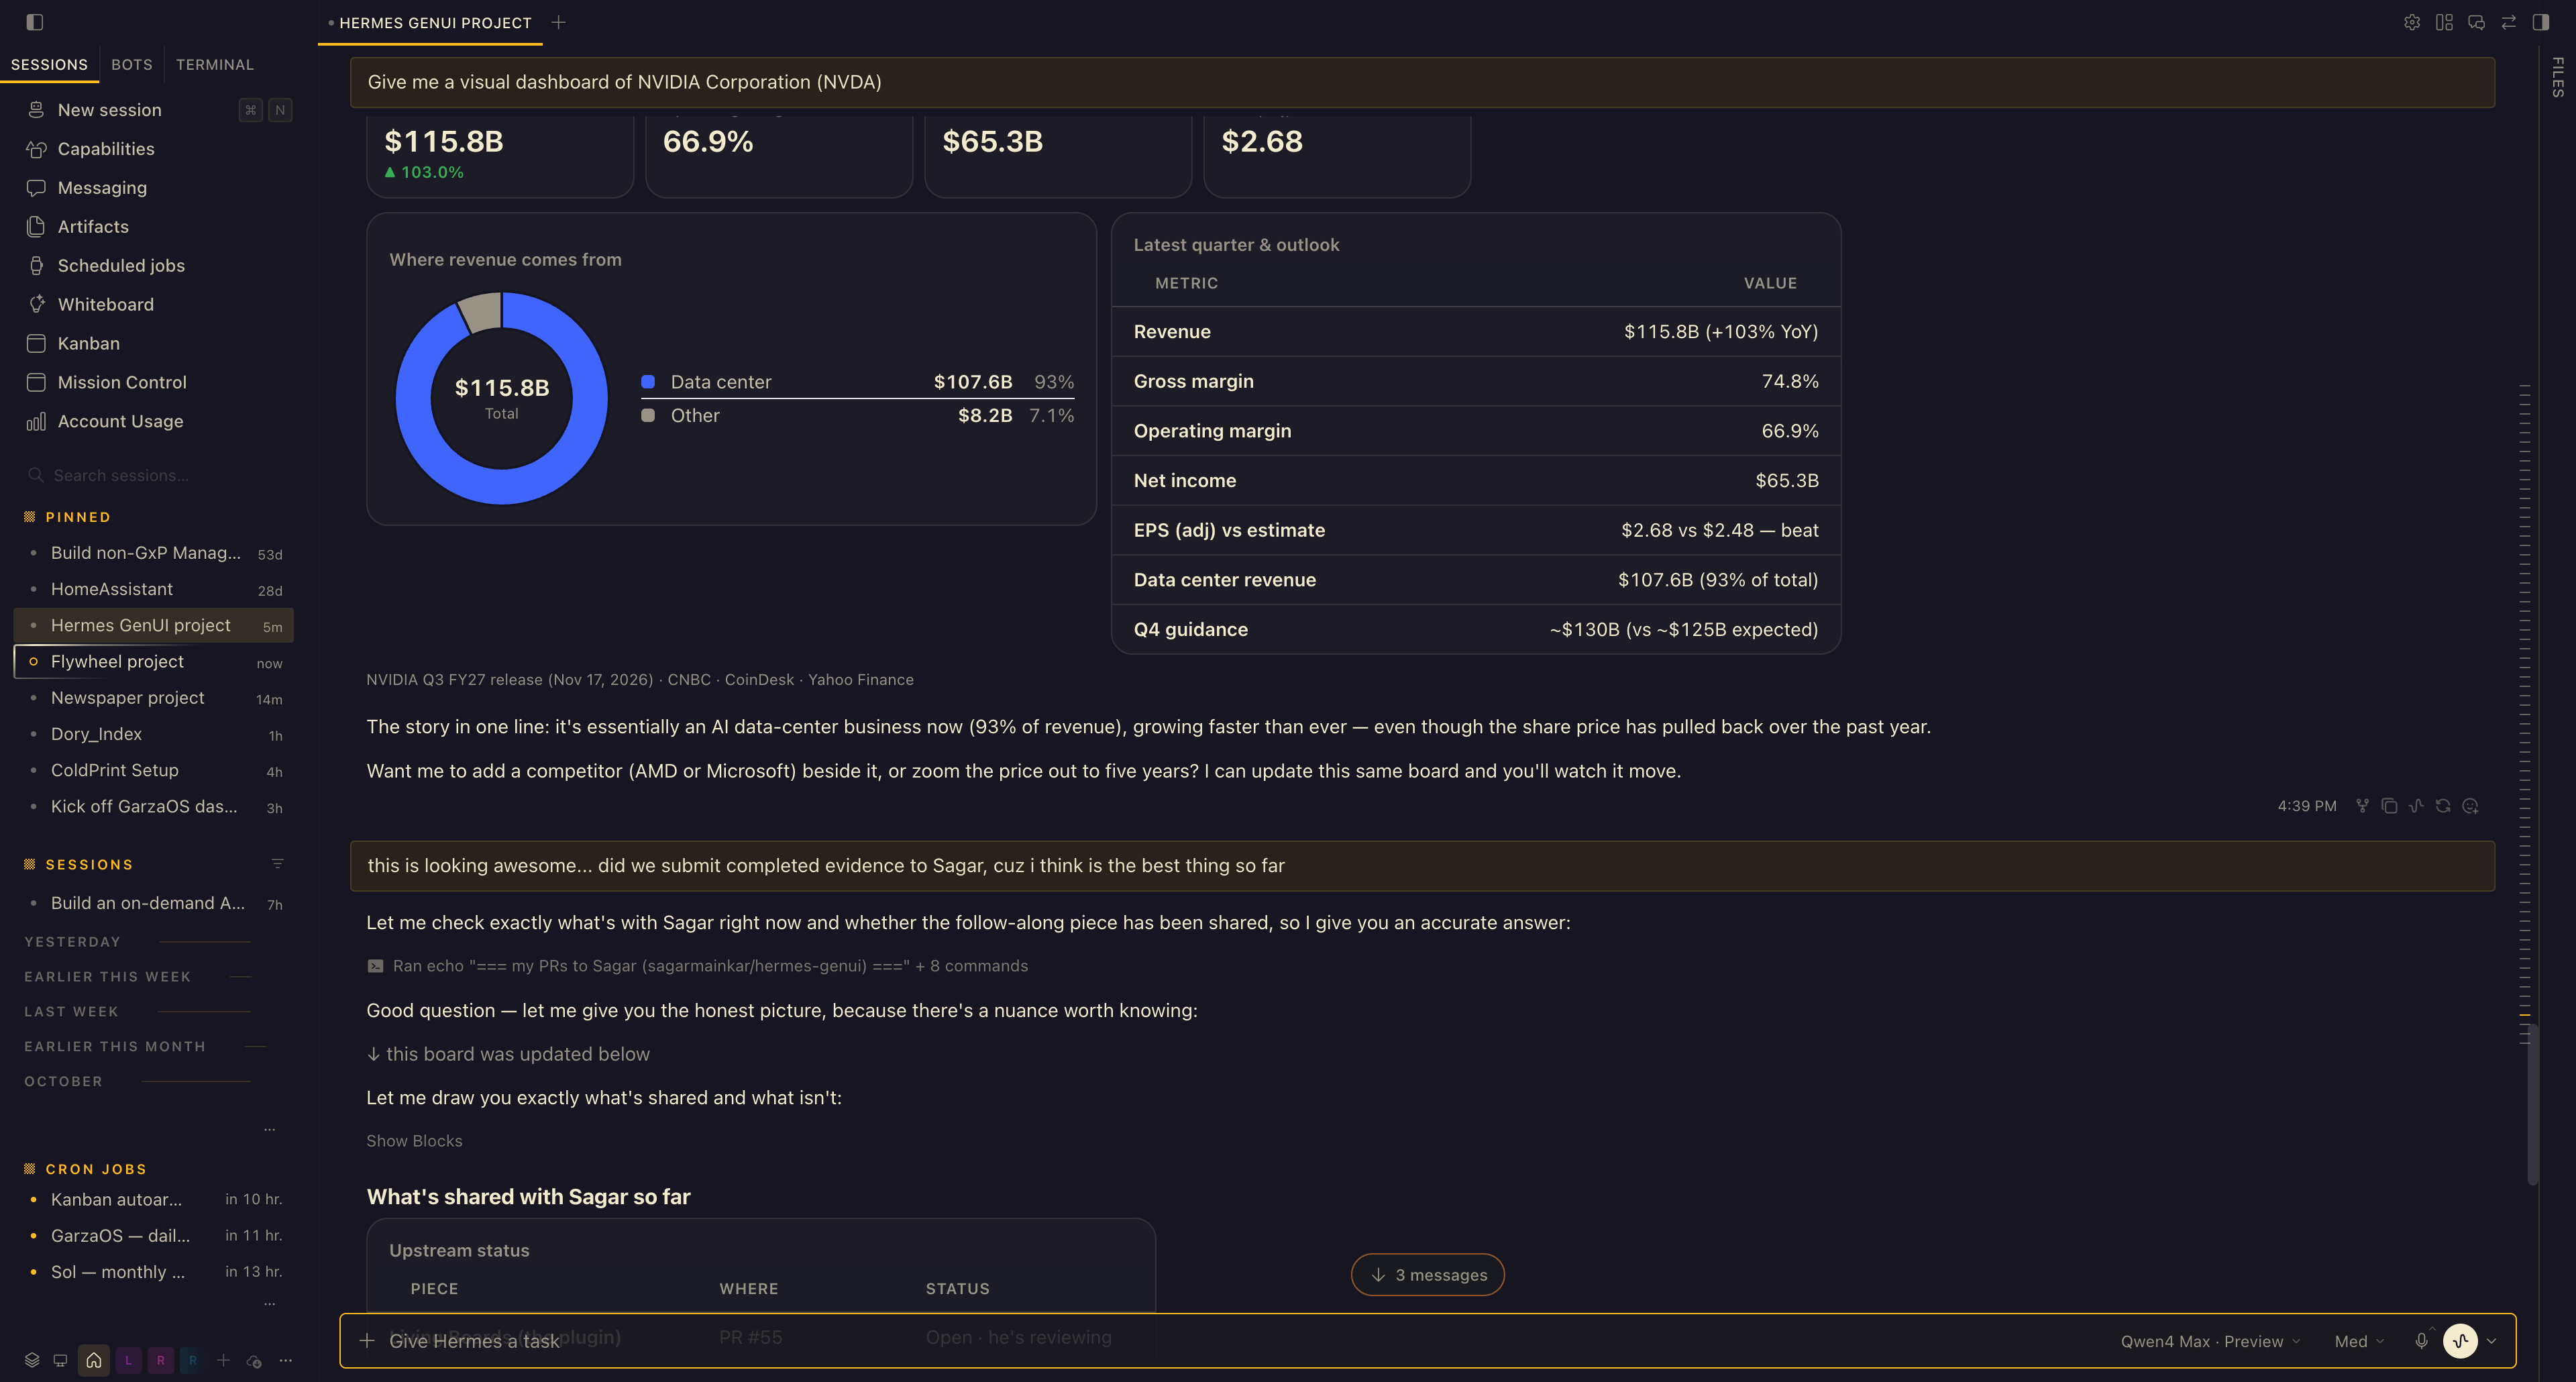 HERMES GENUI PROJECT
SESSIONS
BOTS
TERMINAL
New session ⌘ N
Capabilities
Messaging
Artifacts
Scheduled jobs
Whiteboard
Kanban
Mission Control
Account Usage
Search sessions...
PINNED
Build non-GxP Manag... 53d
HomeAssistant 28d
Hermes GenUI project 5m
Flywheel project now
Newspaper project 14m
Dory_Index 1h
ColdPrint Setup 4h
Kick off GarzaOS das... 3h
SESSIONS
Build an on-demand A... 7h
YESTERDAY
EARLIER THIS WEEK
LAST WEEK
EARLIER THIS MONTH
OCTOBER
...
CRON JOBS
Kanban autoar... in 10 hr.
GarzaOS — dail... in 11 hr.
Sol — monthly ... in 13 hr.
...
L R R
Give me a visual dashboard of NVIDIA Corporation (NVDA)
$115.8B 66.9% $65.3B $2.68
▲ 103.0%
Where revenue comes from
$115.8B
Total
Data center $107.6B 93%
Other $8.2B 7.1%
Latest quarter & outlook
METRIC VALUE
Revenue $115.8B (+103% YoY)
Gross margin 74.8%
Operating margin 66.9%
Net income $65.3B
EPS (adj) vs estimate $2.68 vs $2.48 — beat
Data center revenue $107.6B (93% of total)
Q4 guidance ~$130B (vs ~$125B expected)
NVIDIA Q3 FY27 release (Nov 17, 2026) · CNBC · CoinDesk · Yahoo Finance
The story in one line: it's essentially an AI data-center business now (93% of revenue), growing faster than ever — even though the share price has pulled back over the past year.
Want me to add a competitor (AMD or Microsoft) beside it, or zoom the price out to five years? I can update this same board and you'll watch it move.
4:39 PM
this is looking awesome... did we submit completed evidence to Sagar, cuz i think is the best thing so far
Let me check exactly what's with Sagar right now and whether the follow-along piece has been shared, so I give you an accurate answer:
Ran echo "=== my PRs to Sagar (sagarmainkar/hermes-genui) ===" + 8 commands
Good question — let me give you the honest picture, because there's a nuance worth knowing:
↓ this board was updated below
Let me draw you exactly what's shared and what isn't:
Show Blocks
What's shared with Sagar so far
Upstream status
PIECE WHERE STATUS
plugin) PR #55 Open · he's reviewing
↓ 3 messages
Give Hermes a task
Qwen4 Max · Preview
Med
FILES